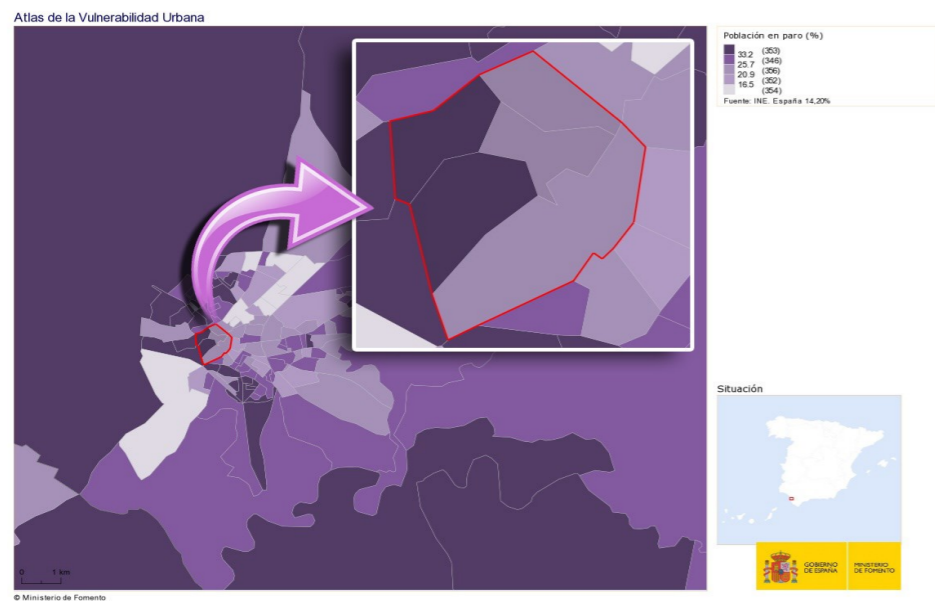 Atlas de la Vulnerabilidad Urbana
Población en paro (%)
(353)
33.2
(346)
25.7
(356)
20.9
(352)
16.5
(354)
Fuente: INE. España 14,20%
Situación
GOBIERNO MINISTERIO
DE ESPAÑA DE FOMENTO
0 1 km
© Ministerio de Fomento